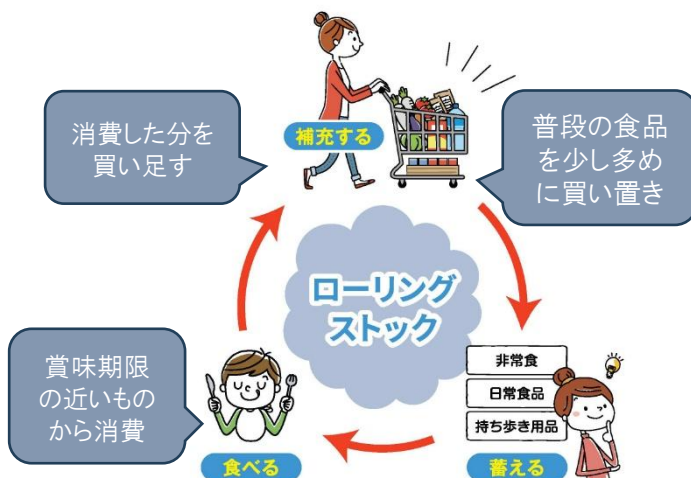 消費した分を
買い足す
補充する
普段の食品
を少し多め
に買い置き
ローリング
ストック
賞味期限
の近いもの
から消費
非常食
日常食品
持ち歩き用品
食べる
蓄える